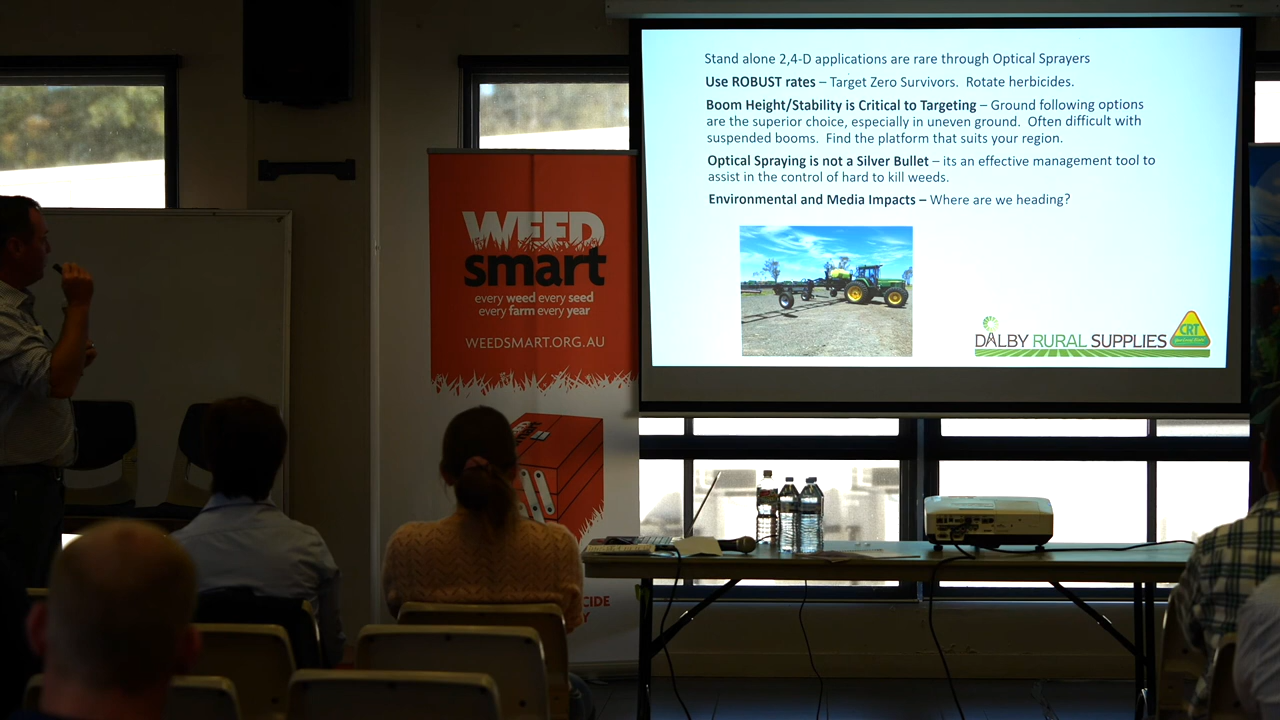 Stand alone 2,4-D applications are rare through Optical Sprayers
Use ROBUST rates – Target Zero Survivors. Rotate herbicides.
Boom Height/Stability is Critical to Targeting – Ground following options
are the superior choice, especially in uneven ground. Often difficult with
suspended booms. Find the platform that suits your region.
Optical Spraying is not a Silver Bullet – its an effective management tool to
assist in the control of hard to kill weeds.
Environmental and Media Impacts – Where are we heading?
DALBY RURAL SUPPLIES
CRT
WEED
smart
every weed every seed
every farm every year
WEEDSMART.ORG.AU